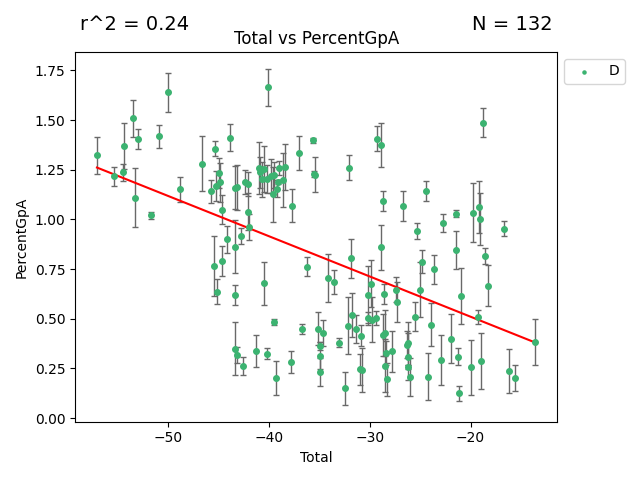 r^2 = 0.24
N = 132
Total vs PercentGpA
D
PercentGpA
1.75
1.50
1.25
1.00
0.75
0.50
0.25
0.00
−50
−40
−30
−20
Total